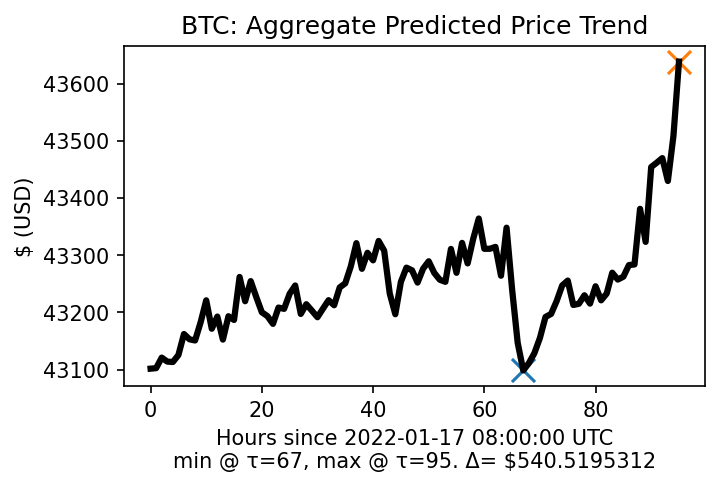 BTC: Aggregate Predicted Price Trend
$ (USD)
43600
43500
43400
43300
43200
43100
0 20 40 60 80
Hours since 2022-01-17 08:00:00 UTC
min @ τ=67, max @ τ=95. Δ= $540.5195312